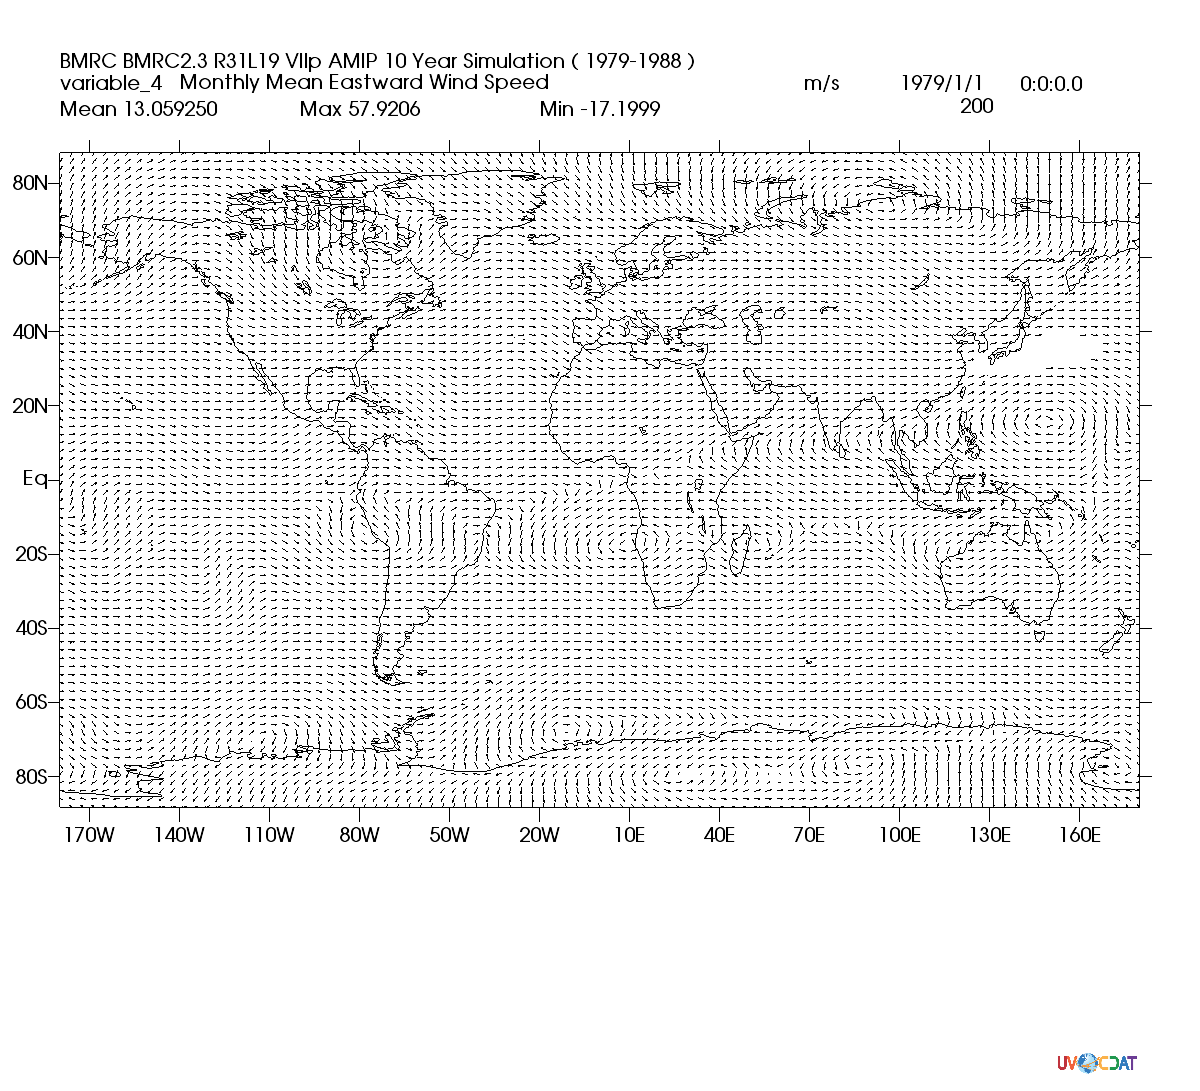 BMRC BMRC2.3 R31L19 VIIp AMIP 10 Year Simulation ( 1979-1988 )
variable_4 Monthly Mean Eastward Wind Speed m/s 1979/1/1 0:0:0.0
Mean 13.059250 Max 57.9206 Min -17.1999 200
80N
60N
40N
20N
Eq
20S
40S
60S
80S
170W 140W 110W 80W 50W 20W 10E 40E 70E 100E 130E 160E
UV CDAT